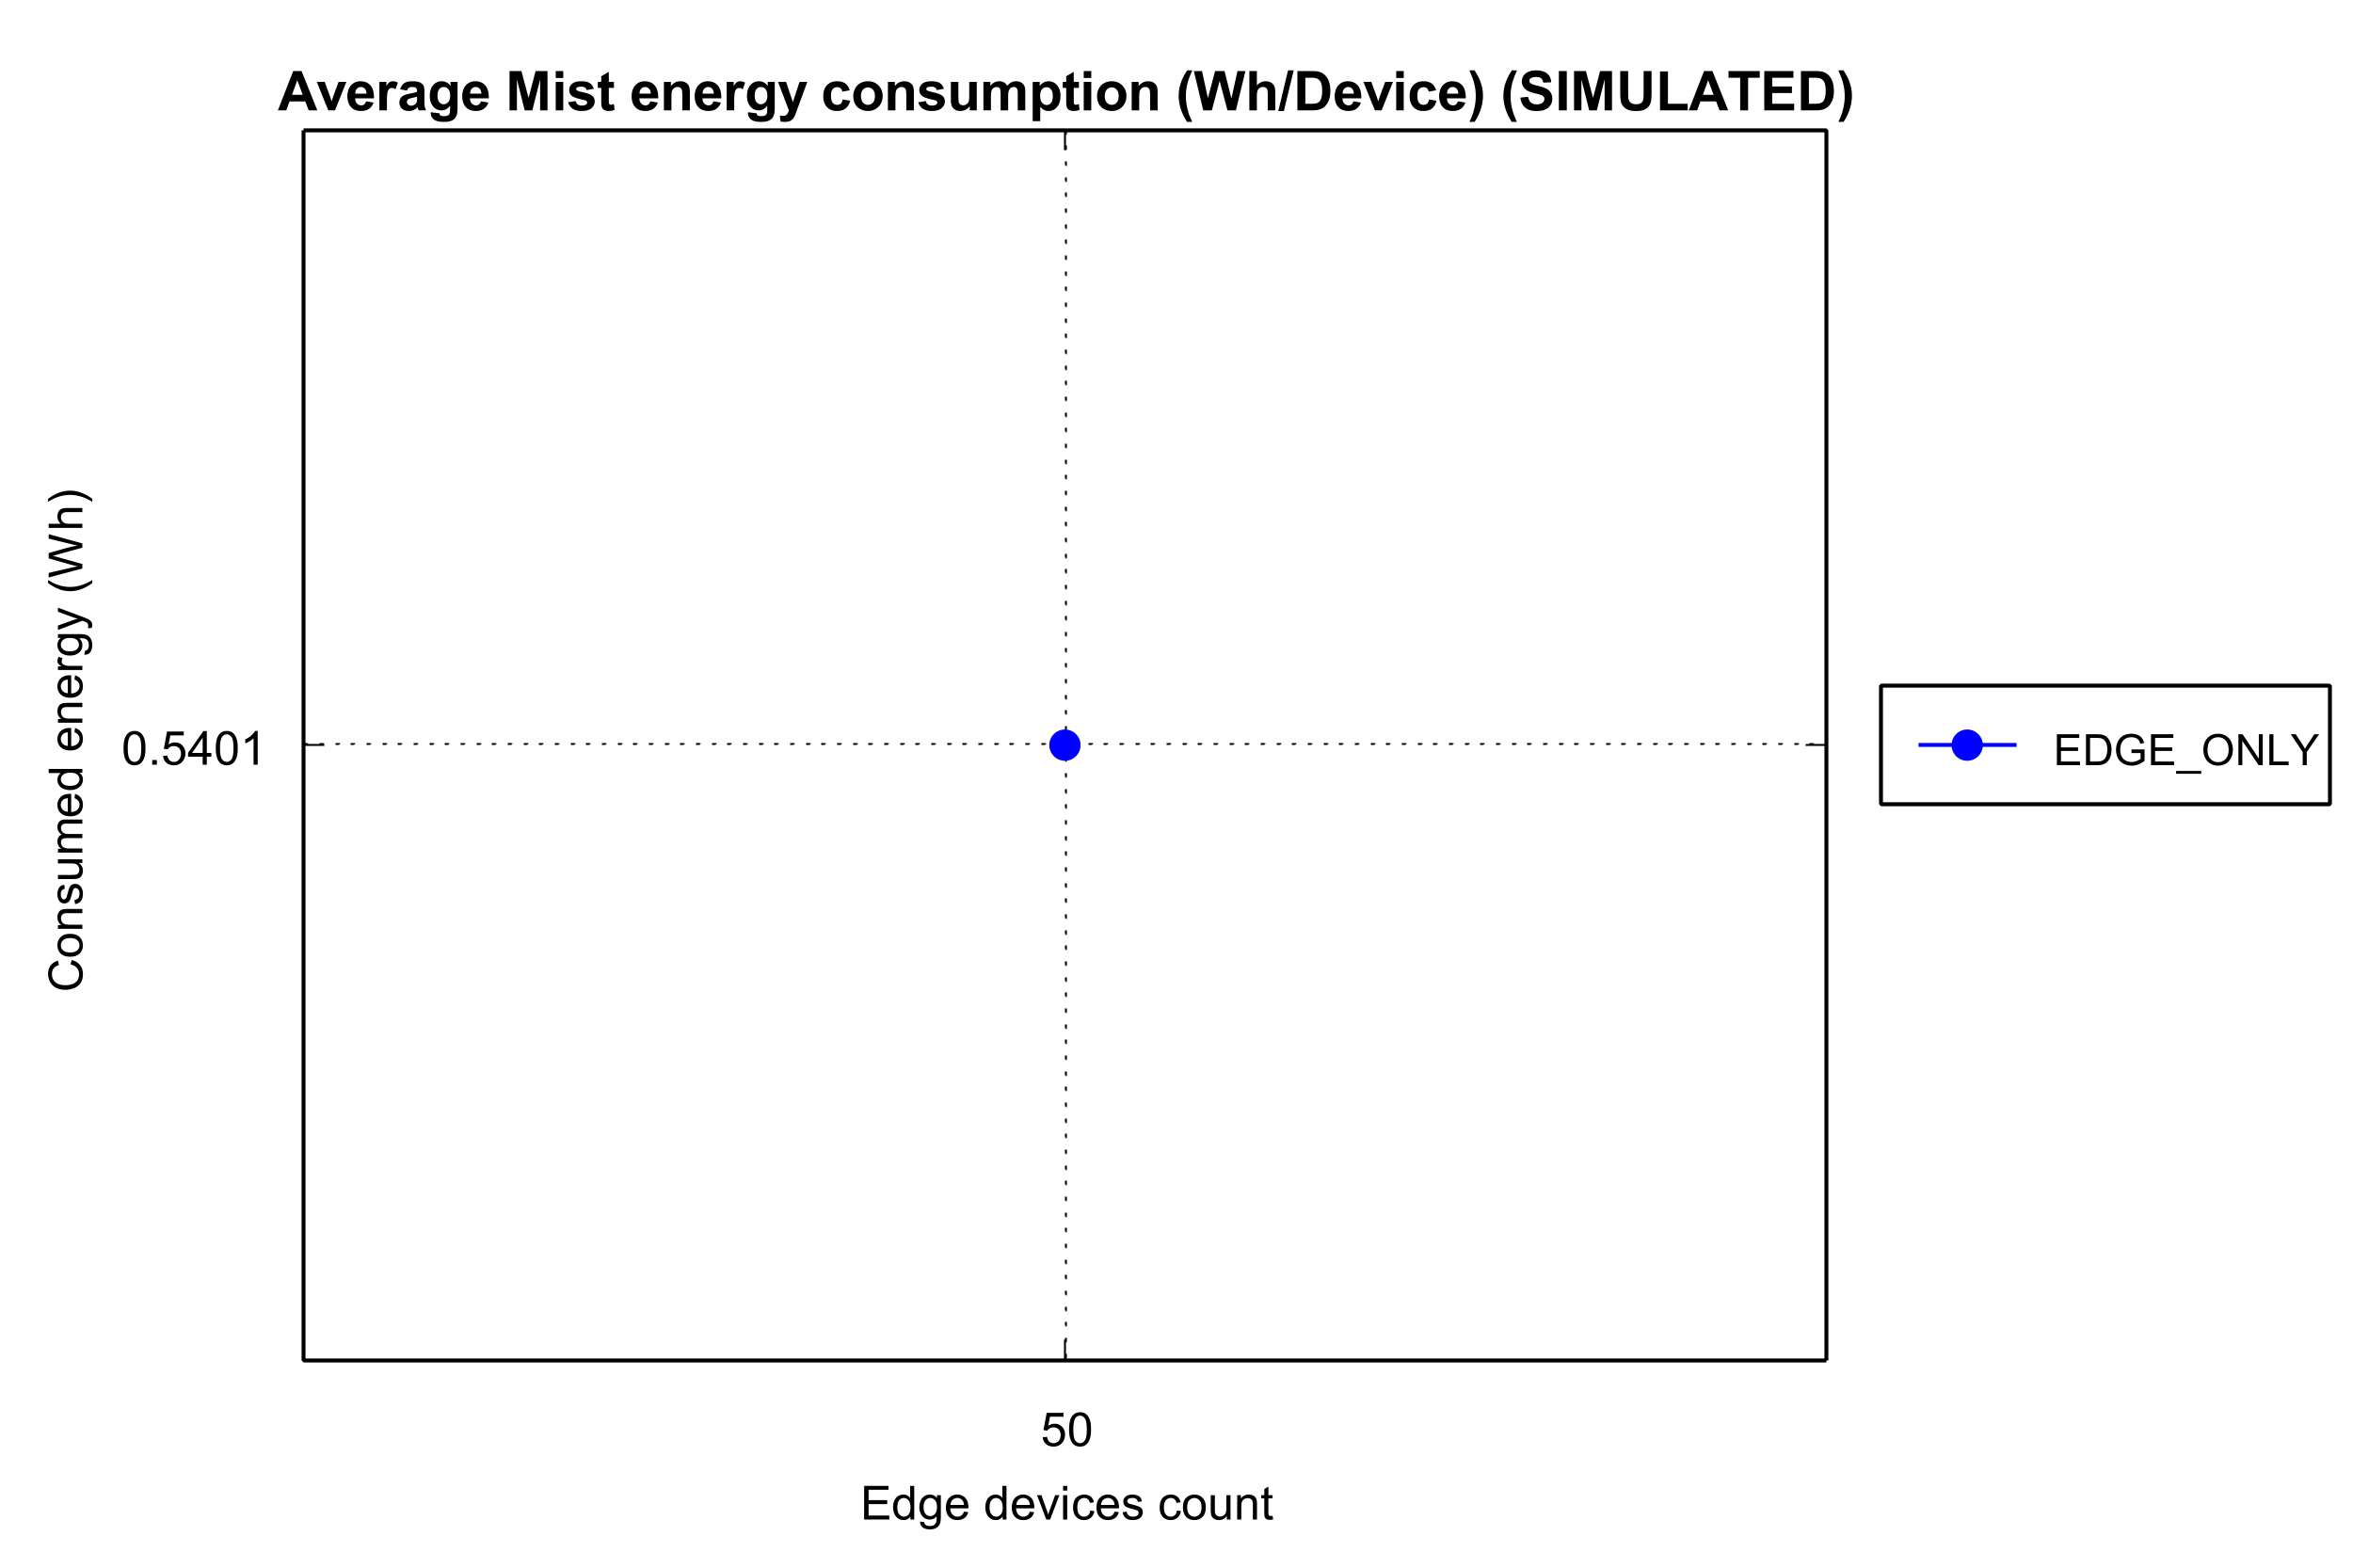 Average Mist energy consumption (Wh/Device) (SIMULATED)
Consumed energy (Wh)
0.5401
EDGE_ONLY
50
Edge devices count